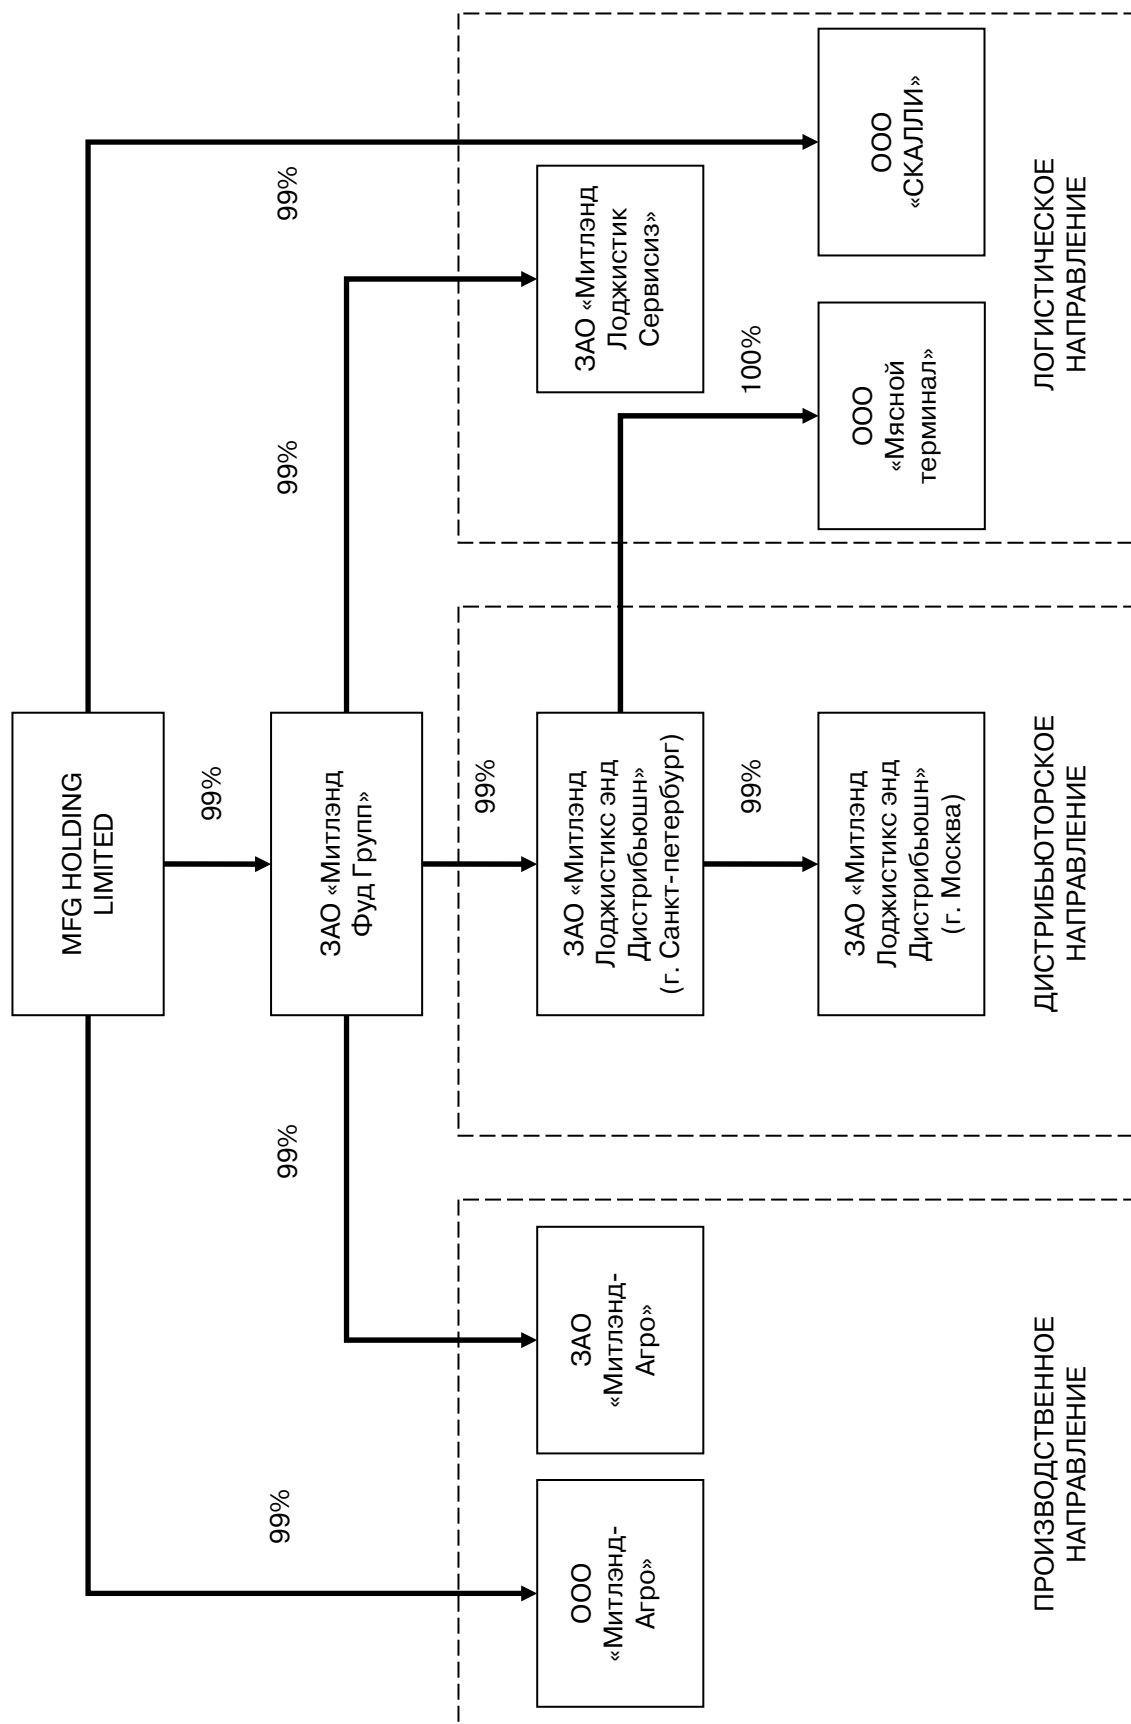 MFG HOLDING
LIMITED
99%
99%
99%
ЗАО «Митлэнд
Фуд Групп»
99%
99%
99%
ООО
«Митлэнд-
Агро»
ЗАО
«Митлэнд-
Агро»
ЗАО «Митлэнд
Лоджистикс энд
Дистрибьюшн»
(г. Санкт-петербург)
ЗАО «Митлэнд
Лоджистик
Сервисиз»
99%
100%
ЗАО «Митлэнд
Лоджистикс энд
Дистрибьюшн»
(г. Москва)
ООО
«Мясной
терминал»
ООО
«СКАЛЛИ»
ПРОИЗВОДСТВЕННОЕ
НАПРАВЛЕНИЕ
ДИСТРИБЬЮТОРСКОЕ
НАПРАВЛЕНИЕ
ЛОГИСТИЧЕСКОЕ
НАПРАВЛЕНИЕ